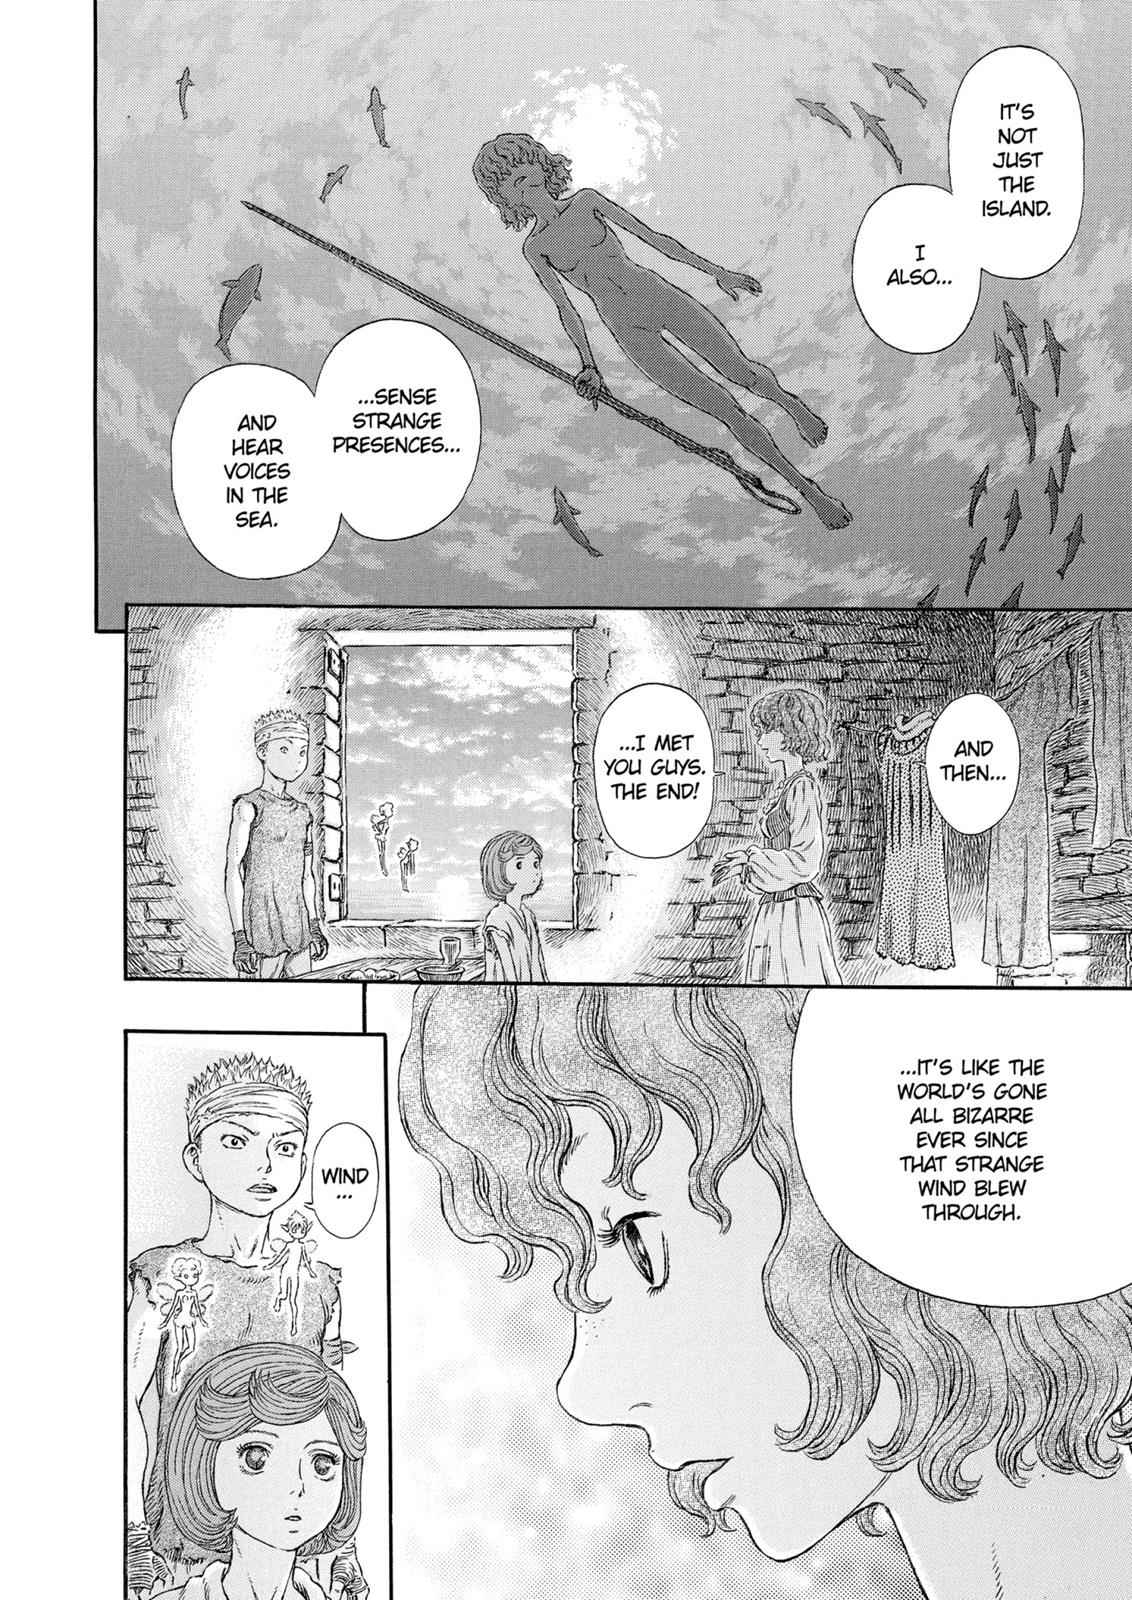 IT'S
NOT
JUST
THE
ISLAND.
I
ALSO...
...SENSE
STRANGE
PRESENCES...
AND
HEAR
VOICES
IN THE
SEA.
AND
THEN...
...I MET
YOU GUYS.
THE END!
...IT'S LIKE THE
WORLD'S GONE
ALL BIZARRE
EVER SINCE
THAT STRANGE
WIND BLEW
THROUGH.
WIND
...